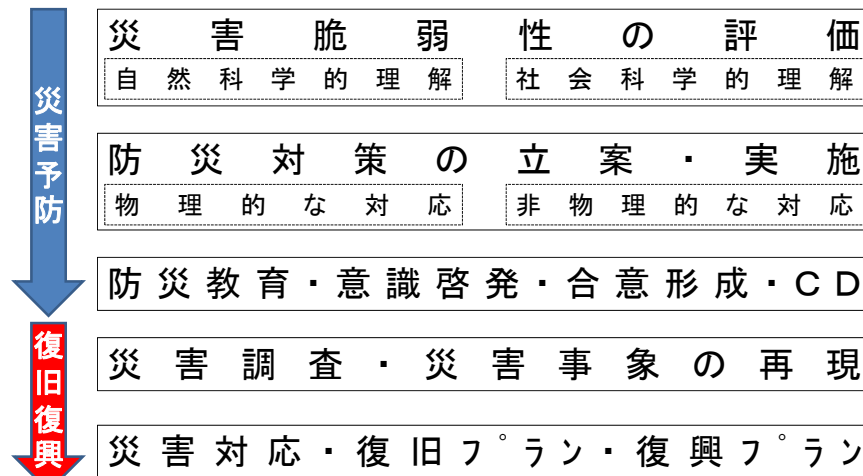 災害予防
災害脆弱性の評価
自然科学的理解
社会科学的理解
防災対策の立案・実施
物理的な対応
非物理的な対応
防災教育・意識啓発・合意形成・CD
復旧復興
災害調査・災害事象の再現
災害対応・復旧プラン・復興プラン